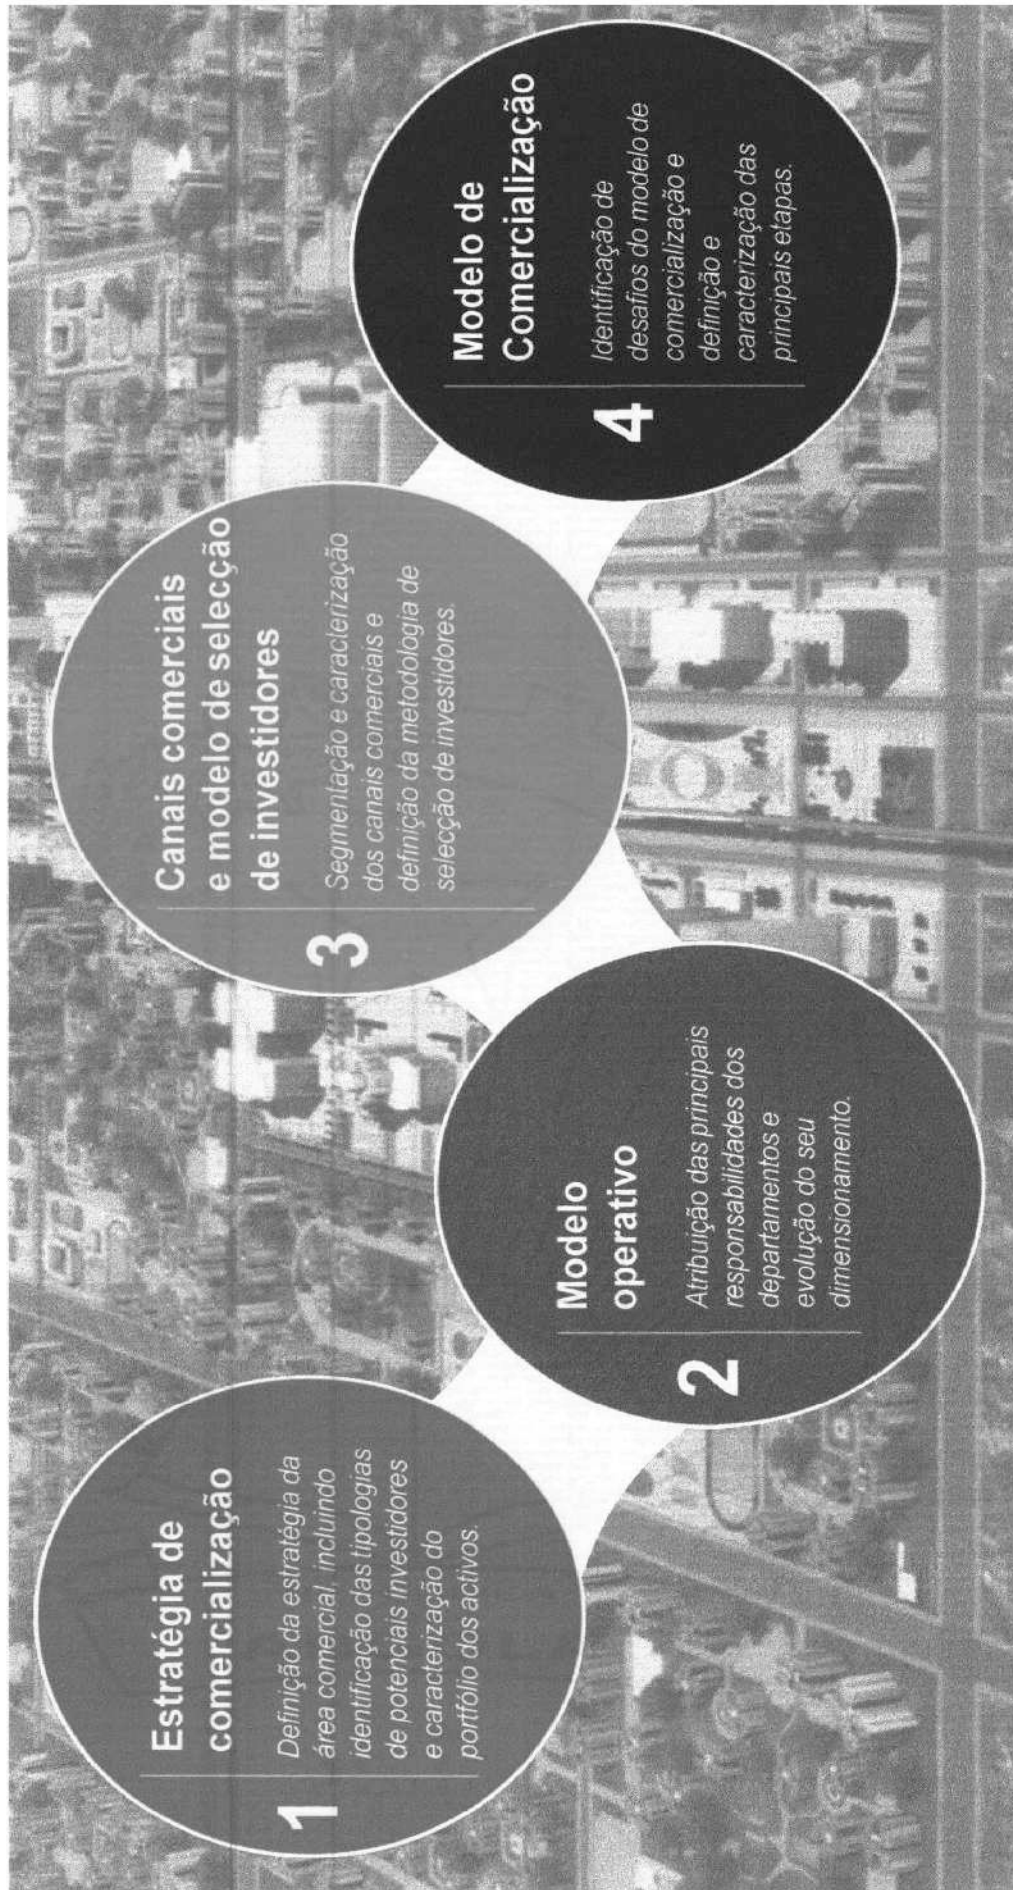 1
Estratégia de
comercialização
Definição da estratégia da
área comercial, incluindo
identificação das tipologias
de potenciais investidores
e caracterização do
portfólio dos activos.
2
Modelo
operativo
Atribuição das principais
responsabilidades dos
departamentos e
evolução do seu
dimensionamento.
3
Canais comerciais
e modelo de selecção
de investidores
Segmentação e caracterização
dos canais comerciais e
definição da metodologia de
selecção de investidores.
4
Modelo de
Comercialização
Identificação de
desafios do modelo de
comercialização e
definição e
caracterização das
principais etapas.